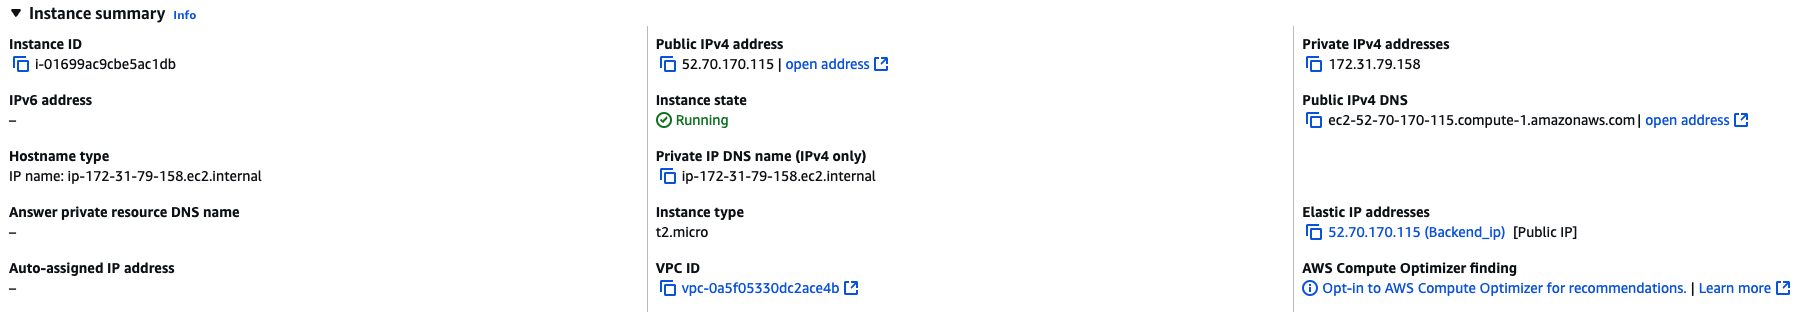 Instance summary Info
Instance ID
i-01699ac9cbe5ac1db
Public IPv4 address
52.70.170.115 | open address
Private IPv4 addresses
172.31.79.158
IPv6 address
–
Instance state
Running
Public IPv4 DNS
ec2-52-70-170-115.compute-1.amazonaws.com | open address
Hostname type
IP name: ip-172-31-79-158.ec2.internal
Private IP DNS name (IPv4 only)
ip-172-31-79-158.ec2.internal
Answer private resource DNS name
–
Instance type
t2.micro
Elastic IP addresses
52.70.170.115 (Backend_ip) [Public IP]
Auto-assigned IP address
–
VPC ID
vpc-0a5f05330dc2ace4b
AWS Compute Optimizer finding
Opt-in to AWS Compute Optimizer for recommendations. | Learn more